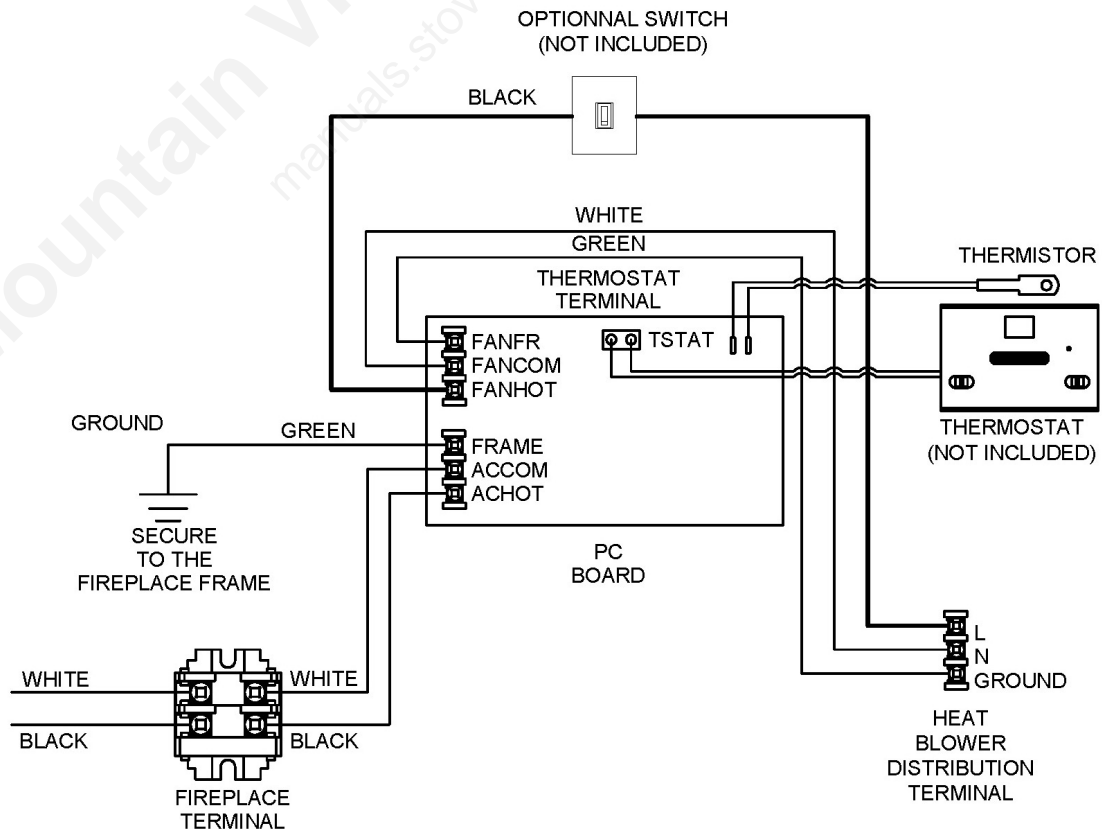 OPTIONNAL SWITCH
(NOT INCLUDED)
BLACK
WHITE
GREEN
THERMISTOR
THERMOSTAT
TERMINAL
TSTAT
FANFR
FANCOM
FANHOT
THERMOSTAT
(NOT INCLUDED)
GROUND
GREEN
FRAME
ACCOM
ACHOT
SECURE
TO THE
FIREPLACE FRAME
PC
BOARD
L
N
GROUND
WHITE
WHITE
BLACK
BLACK
HEAT
BLOWER
DISTRIBUTION
TERMINAL
FIREPLACE
TERMINAL